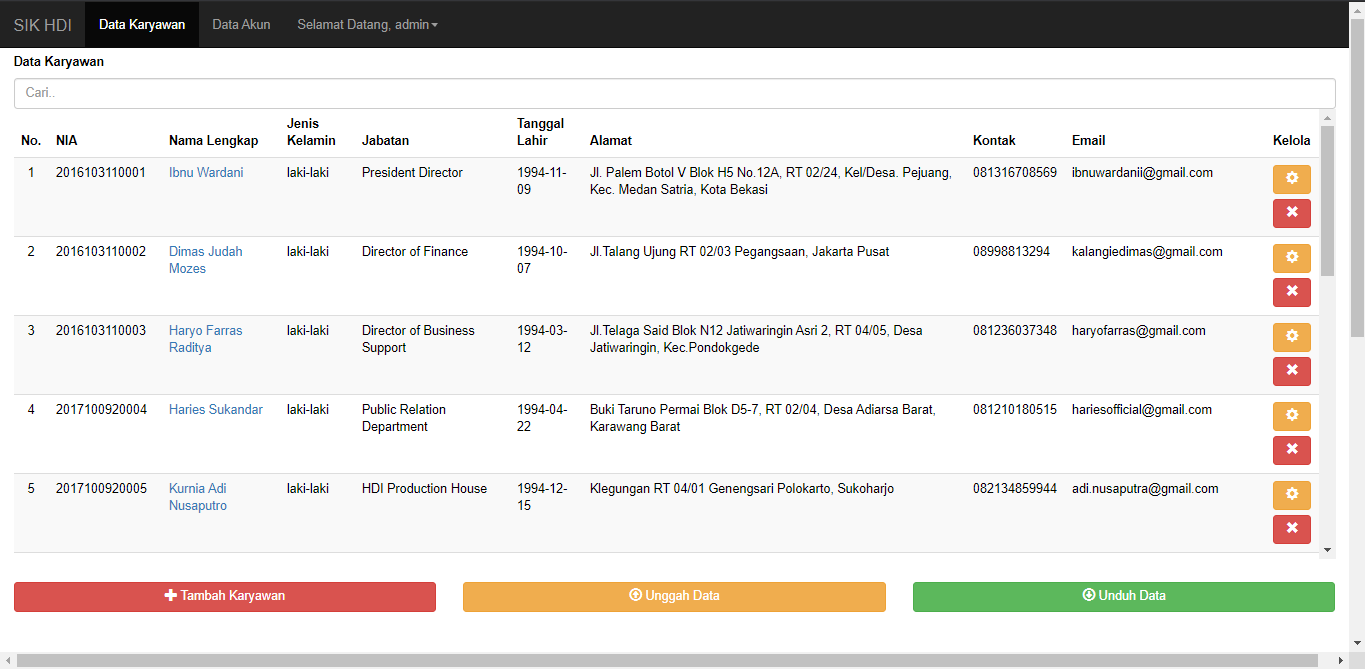 SIK HDI Data Karyawan Data Akun Selamat Datang, admin
Data Karyawan
Cari..
No. NIA Nama Lengkap Jenis Kelamin Jabatan Tanggal Lahir Alamat Kontak Email Kelola
1 2016103110001 Ibnu Wardani laki-laki President Director 1994-11- Jl. Palem Botol V Blok H5 No.12A, RT 02/24, Kel/Desa. Pejuang, 081316708569 ibnuwardanii@gmail.com
09 Kec. Medan Satria, Kota Bekasi
2 2016103110002 Dimas Judah laki-laki Director of Finance 1994-10- Jl.Talang Ujung RT 02/03 Pegangsaan, Jakarta Pusat 08998813294 kalangiedimas@gmail.com
Mozes 07
3 2016103110003 Haryo Farras laki-laki Director of Business 1994-03- Jl.Telaga Said Blok N12 Jatiwaringin Asri 2, RT 04/05, Desa 081236037348 haryofarras@gmail.com
Raditya Support 12 Jatiwaringin, Kec.Pondokgede
4 2017100920004 Haries Sukandar laki-laki Public Relation 1994-04- Buki Taruno Permai Blok D5-7, RT 02/04, Desa Adiarsa Barat, 081210180515 hariesofficial@gmail.com
Department 22 Karawang Barat
5 2017100920005 Kurnia Adi laki-laki HDI Production House 1994-12- Klegungan RT 04/01 Genengsari Polokarto, Sukoharjo 082134859944 adi.nusaputra@gmail.com
Nusaputro 15
Tambah Karyawan Unggah Data Unduh Data